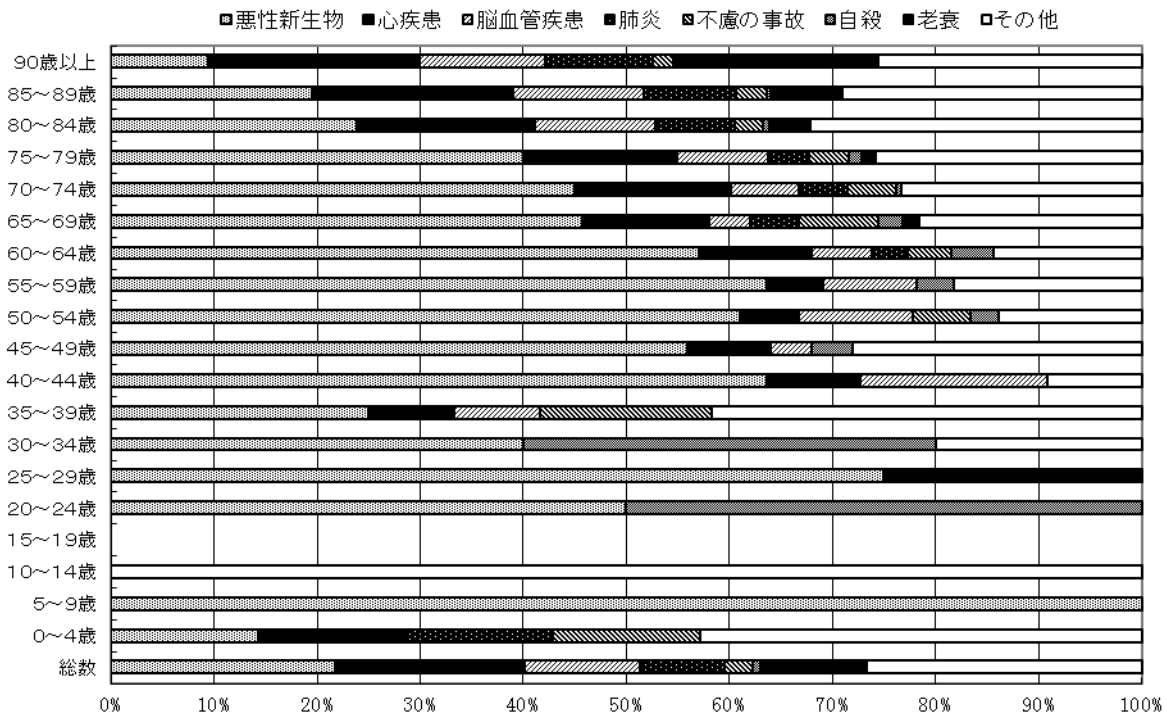 悪性新生物 心疾患 脳血管疾患 肺炎 不慮の事故 自殺 老衰 その他
90歳以上
85～89歳
80～84歳
75～79歳
70～74歳
65～69歳
60～64歳
55～59歳
50～54歳
45～49歳
40～44歳
35～39歳
30～34歳
25～29歳
20～24歳
15～19歳
10～14歳
5～9歳
0～4歳
総数
0% 10% 20% 30% 40% 50% 60% 70% 80% 90% 100%